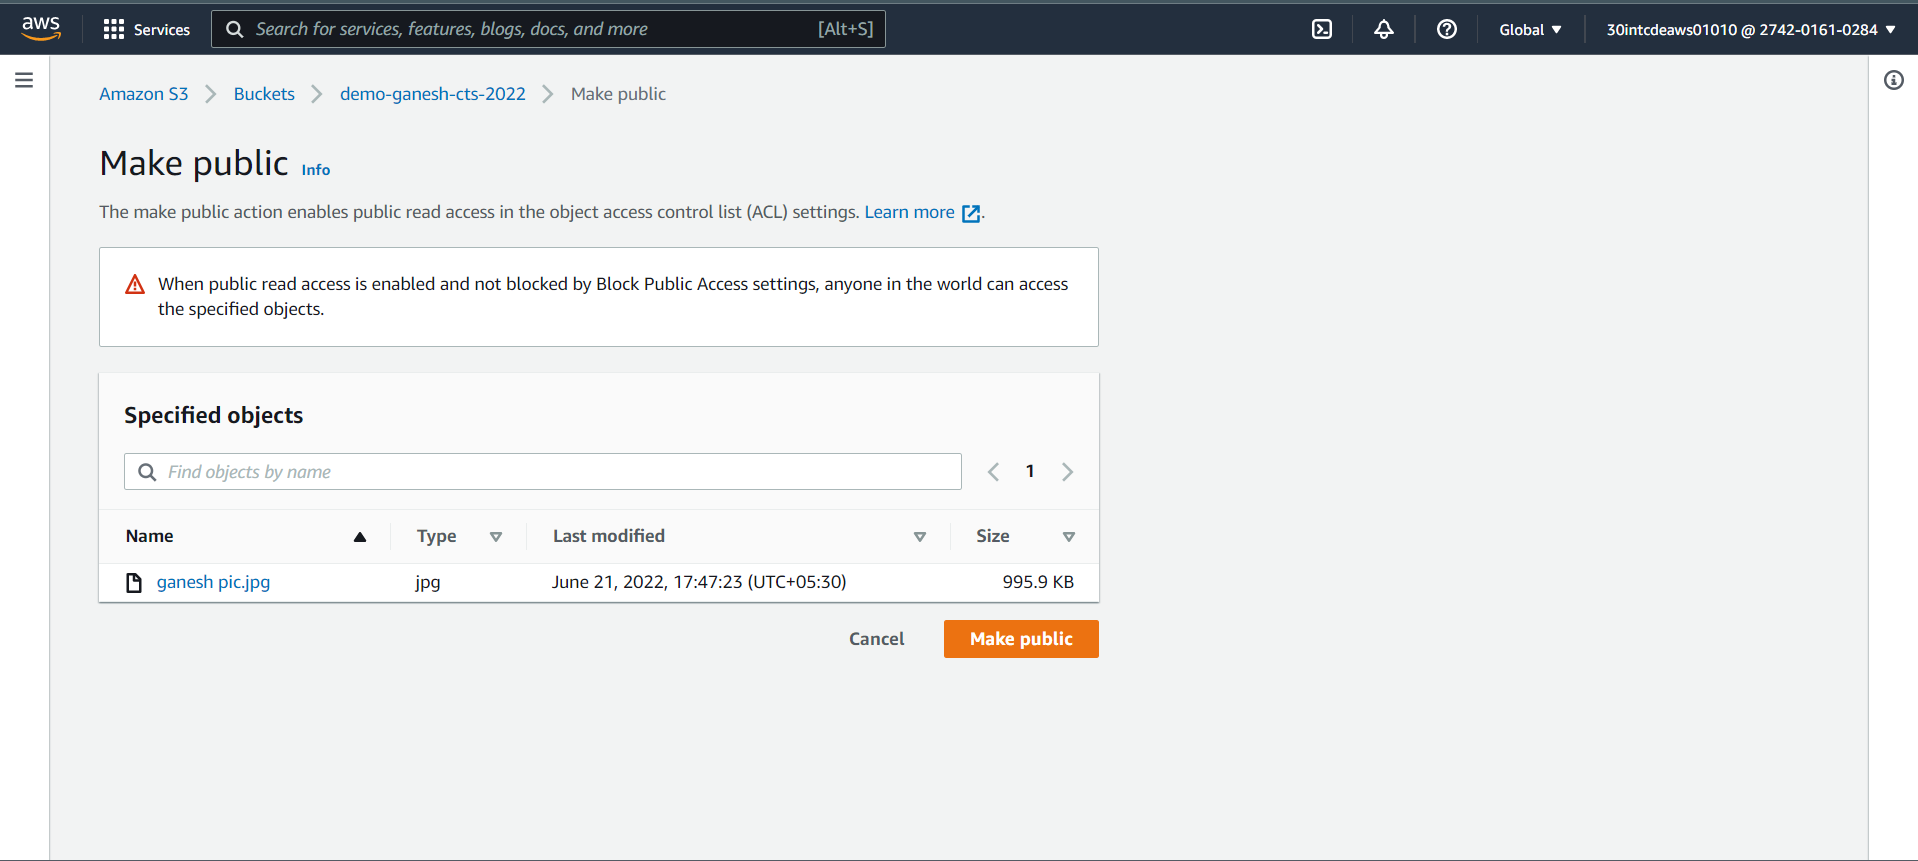 aws
Services
Search for services, features, blogs, docs, and more [Alt+S]
Global
30intcdeaws01010 @ 2742-0161-0284
Amazon S3
Buckets
demo-ganesh-cts-2022
Make public
Make public Info
The make public action enables public read access in the object access control list (ACL) settings. Learn more.
When public read access is enabled and not blocked by Block Public Access settings, anyone in the world can access
the specified objects.
Specified objects
Find objects by name
1
Name Type Last modified Size
ganesh pic.jpg jpg June 21, 2022, 17:47:23 (UTC+05:30) 995.9 KB
Cancel Make public